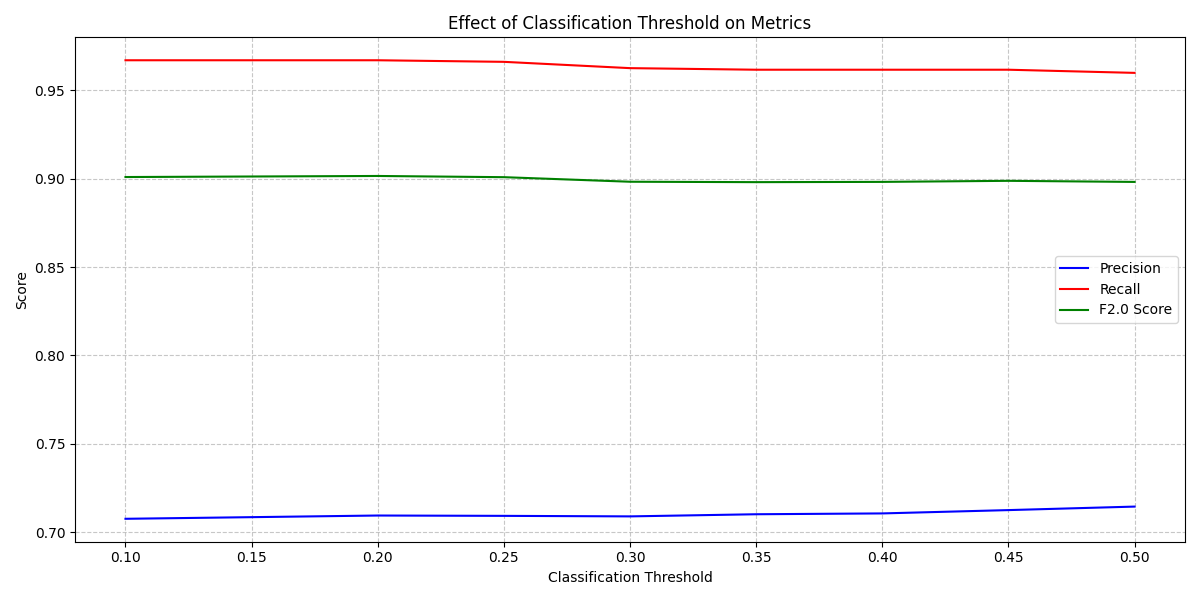 Effect of Classification Threshold on Metrics
Score
0.95
0.90
0.85
0.80
0.75
0.70
Precision
Recall
F2.0 Score
0.10 0.15 0.20 0.25 0.30 0.35 0.40 0.45 0.50
Classification Threshold